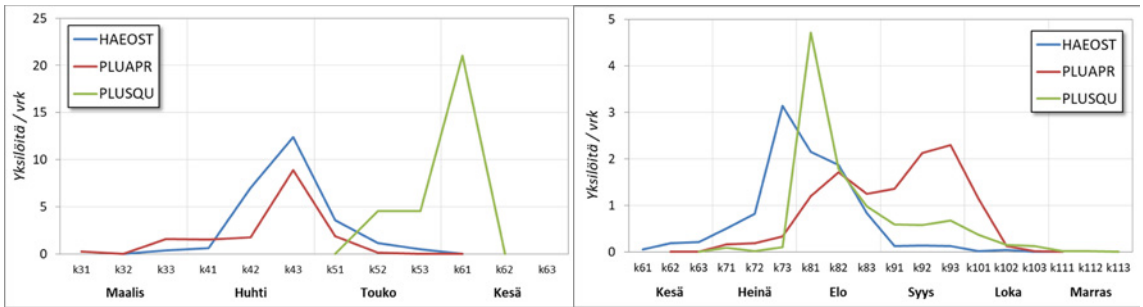 25
20
15
10
5
0
Yksilöitä / vrk
HAEOST
PLUAPR
PLUSQU
k31 k32 k33 k41 k42 k43 k51 k52 k53 k61 k62 k63
Maalis Huhti Touko Kesä
5
4
3
2
1
0
Yksilöitä / vrk
HAEOST
PLUAPR
PLUSQU
k61 k62 k63 k71 k72 k73 k81 k82 k83 k91 k92 k93 k101 k102 k103 k111 k112 k113
Kesä Heinä Elo Syys Loka Marras